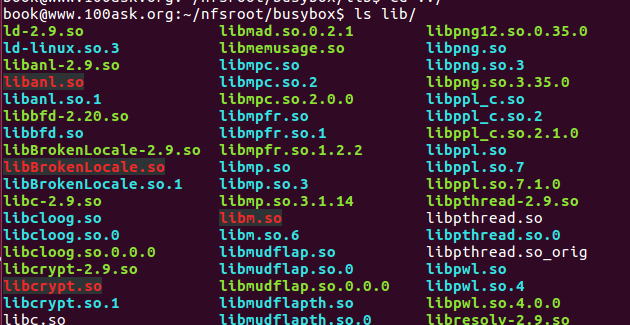 book@www.100ask.org:~/nfsroot/busybox$ ls lib/
ld-2.9.so libmad.so.0.2.1 libpng12.so.0.35.0
ld-linux.so.3 libmemusage.so libpng.so
libanl-2.9.so libmpc.so libpng.so.3
libanl.so libmpc.so.2 libpng.so.3.35.0
libanl.so.1 libmpc.so.2.0.0 libppl_c.so
libbfd-2.20.so libmpfr.so libppl_c.so.2
libbfd.so libmpfr.so.1 libppl_c.so.2.1.0
libBrokenLocale-2.9.so libmpfr.so.1.2.2 libppl.so
libBrokenLocale.so libmp.so libppl.so.7
libBrokenLocale.so.1 libmp.so.3 libppl.so.7.1.0
libc-2.9.so libmp.so.3.1.14 libpthread-2.9.so
libcloog.so libm.so libpthread.so
libcloog.so.0 libm.so.6 libpthread.so.0
libcloog.so.0.0.0 libmudflap.so libpthread.so_orig
libcrypt-2.9.so libmudflap.so.0 libpwl.so
libcrypt.so libmudflap.so.0.0.0 libpwl.so.4
libcrypt.so.1 libmudflapth.so libpwl.so.4.0.0
libc.so libmudflapth.so.0 libresolv-2.9.so